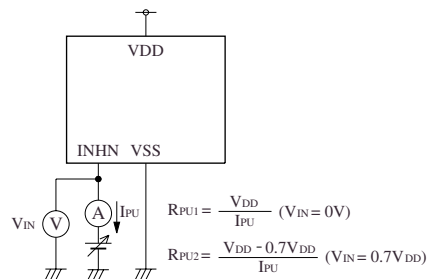 VDD
INHN VSS
VIN
V
A
IPU
RPU1 = VDD / IPU (VIN = 0V)
RPU2 = VDD - 0.7VDD / IPU (VIN = 0.7VDD)